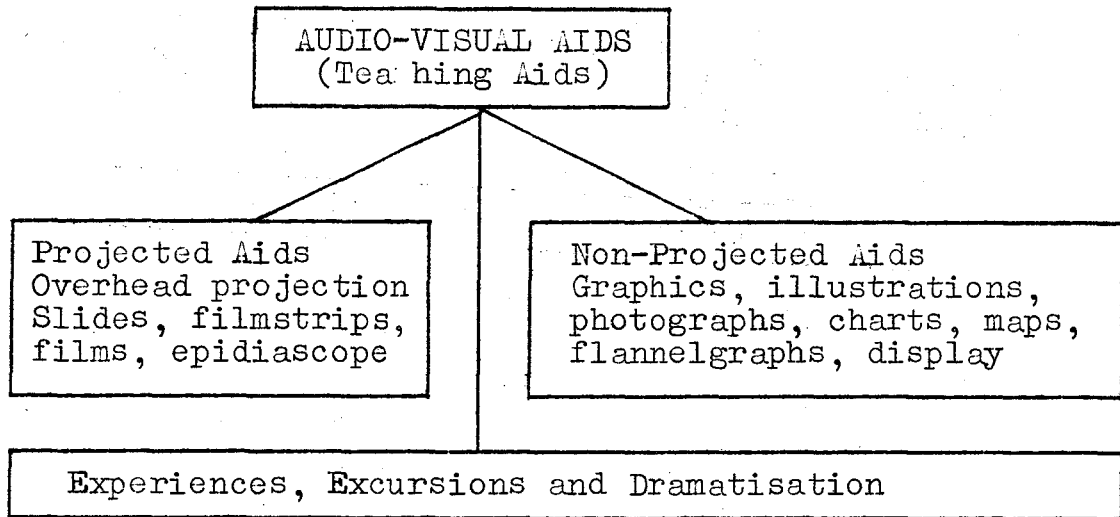 AUDIO-VISUAL AIDS
(Tea hing Aids)
Projected Aids
Overhead projection
Slides, filmstrips,
films, epidiascope
Non-Projected Aids
Graphics, illustrations,
photographs, charts, maps,
flannelgraphs, display
Experiences, Excursions and Dramatisation